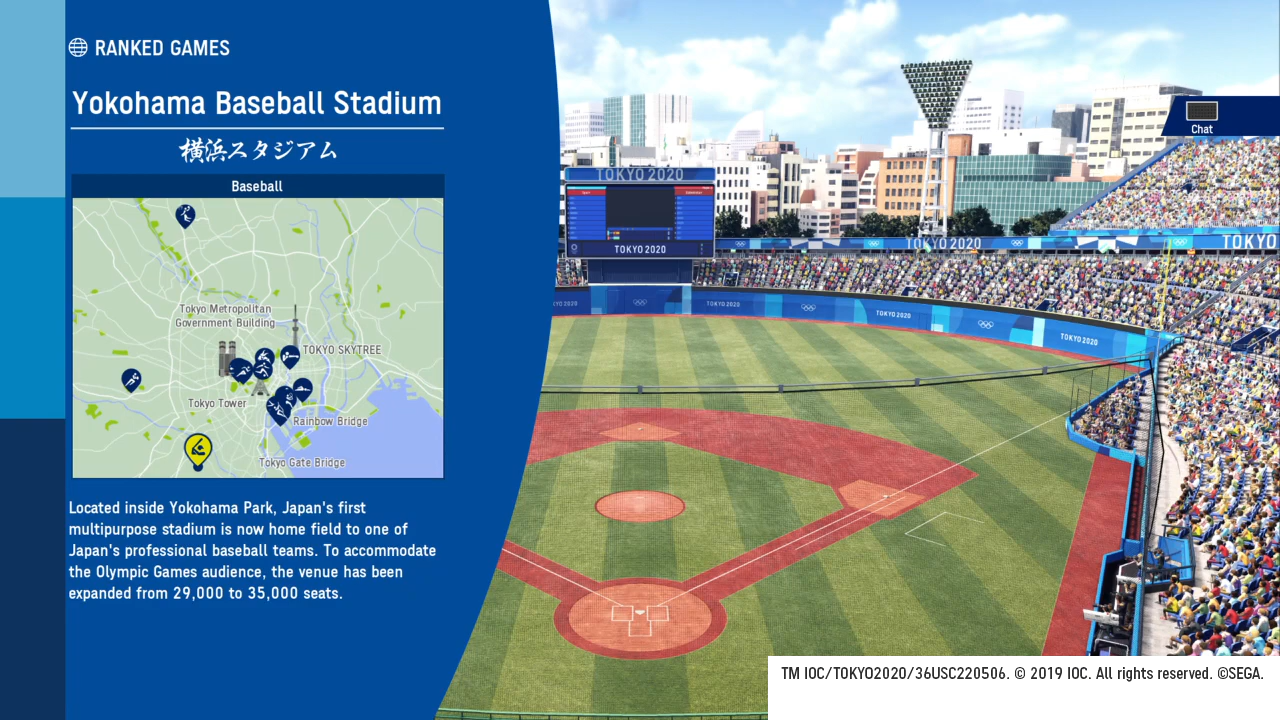 RANKED GAMES
Yokohama Baseball Stadium
横浜スタジアム
Baseball
Tokyo Metropolitan
Government Building
TOKYO SKYTREE
Tokyo Tower
Rainbow Bridge
Tokyo Gate Bridge
Located inside Yokohama Park, Japan's first
multipurpose stadium is now home field to one of
Japan's professional baseball teams. To accommodate
the Olympic Games audience, the venue has been
expanded from 29,000 to 35,000 seats.
Chat
TOKYO 2020
TOKYO 2020
TOKYO 2020
TOKYO
TOKYO 2020
TOKYO 2020
TOKYO 2020
TM IOC/TOKYO2020/36USC220506. © 2019 IOC. All rights reserved. ©SEGA.